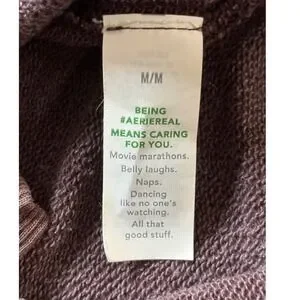 M/M
BEING
#AERIEREAL
MEANS CARING
FOR YOU.
Movie marathons.
Belly laughs.
Naps.
Dancing
like no one's
watching.
All that
good stuff.